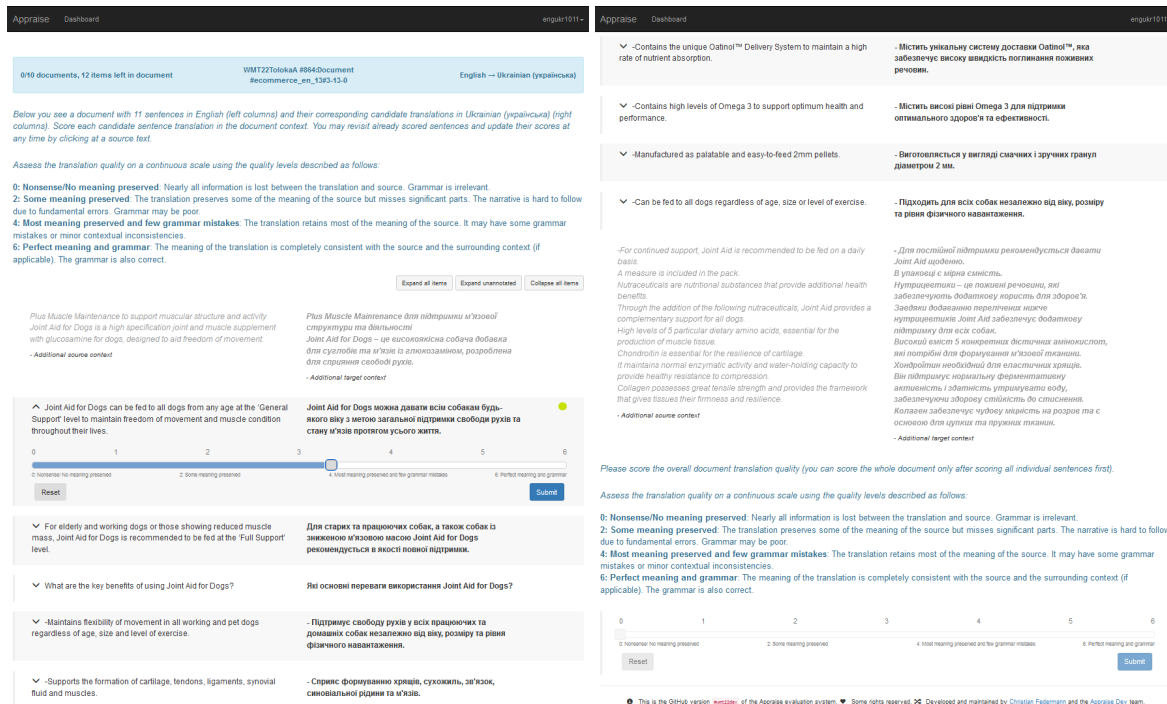 Appraise Dashboard engukr1011
0/10 documents, 12 items left in document
WMT22TolokaA #864:Document
#ecommerce_en_13#3-13-0
English → Ukrainian (українська)
Below you see a document with 11 sentences in English (left columns) and their corresponding candidate translations in Ukrainian (українська) (right
columns). Score each candidate sentence translation in the document context. You may revisit already scored sentences and update their scores at
any time by clicking at a source text.
Assess the translation quality on a continuous scale using the quality levels described as follows:
0: Nonsense/No meaning preserved: Nearly all information is lost between the translation and source. Grammar is irrelevant.
2: Some meaning preserved: The translation preserves some of the meaning of the source but misses significant parts. The narrative is hard to follow
due to fundamental errors. Grammar may be poor.
4: Most meaning preserved and few grammar mistakes: The translation retains most of the meaning of the source. It may have some grammar
mistakes or minor contextual inconsistencies.
6: Perfect meaning and grammar: The meaning of the translation is completely consistent with the source and the surrounding context (if
applicable). The grammar is also correct.
Expand all items Expand unannotated Collapse all items
Plus Muscle Maintenance to support muscular structure and activity
Joint Aid for Dogs is a high specification joint and muscle supplement
with glucosamine for dogs, designed to aid freedom of movement.
- Additional source context
Plus Muscle Maintenance для підтримки м'язової
структури та діяльності
Joint Aid for Dogs – це високоякісна собача добавка
для суглобів та м'язів із глюкозаміном, розроблена
для сприяння свободі рухів.
- Additional target context
Joint Aid for Dogs can be fed to all dogs from any age at the 'General
Support' level to maintain freedom of movement and muscle condition
throughout their lives.
Joint Aid for Dogs можна давати всім собакам будь-
якого віку з метою загальної підтримки свободи рухів та
стану м'язів протягом усього життя.
0 1 2 3 4 5 6
0: Nonsense/ No meaning preserved 2: Some meaning preserved 4: Most meaning preserved and few grammar mistakes 6: Perfect meaning and grammar
Reset Submit
For elderly and working dogs or those showing reduced muscle
mass, Joint Aid for Dogs is recommended to be fed at the 'Full Support'
level.
Для старих та працюючих собак, а також собак із
зниженою м'язовою масою Joint Aid for Dogs
рекомендується в якості повної підтримки.
What are the key benefits of using Joint Aid for Dogs?
Які основні переваги використання Joint Aid for Dogs?
-Maintains flexibility of movement in all working and pet dogs
regardless of age, size and level of exercise.
- Підтримує свободу рухів у всіх працюючих та
домашніх собак незалежно від віку, розміру та рівня
фізичного навантаження.
-Supports the formation of cartilage, tendons, ligaments, synovial
fluid and muscles.
- Сприяє формуванню хрящів, сухожиль, зв'язок,
синовіальної рідини та м'язів.
Appraise Dashboard engukr1011
-Contains the unique Oatinol™ Delivery System to maintain a high
rate of nutrient absorption.
- Містить унікальну систему доставки Oatinol™, яка
забезпечує високу швидкість поглинання поживних
речовин.
-Contains high levels of Omega 3 to support optimum health and
performance.
- Містить високі рівні Omega 3 для підтримки
оптимального здоров'я та ефективності.
-Manufactured as palatable and easy-to-feed 2mm pellets.
- Виготовляється у вигляді смачних і зручних гранул
діаметром 2 мм.
-Can be fed to all dogs regardless of age, size or level of exercise.
- Підходить для всіх собак незалежно від віку, розміру
та рівня фізичного навантаження.
-For continued support, Joint Aid is recommended to be fed on a daily
basis.
A measure is included in the pack.
Nutraceuticals are nutritional substances that provide additional health
benefits.
Through the addition of the following nutraceuticals, Joint Aid provides a
complementary support for all dogs.
High levels of 5 particular dietary amino acids, essential for the
production of muscle tissue.
Chondroitin is essential for the resilience of cartilage.
It maintains normal enzymatic activity and water-holding capacity to
provide healthy resistance to compression.
Collagen possesses great tensile strength and provides the framework
that gives tissues their firmness and resilience.
- Additional source context
- Для постійної підтримки рекомендується давати
Joint Aid щоденно.
В упаковці є мірна ємність.
Нутрицевтики – це поживні речовини, які
забезпечують додаткову користь для здоров'я.
Завдяки додаванню перелічених нижче
нутрицевтиків Joint Aid забезпечує додаткову
підтримку для всіх собак.
Високий вміст 5 конкретних дієтичних амінокислот,
які потрібні для формування м'язової тканини.
Хондроїтин необхідний для еластичних хрящів.
Він підтримує нормальну ферментативну
активність і здатність утримувати воду,
забезпечуючи здорову стійкість до стиснення.
Колаген забезпечує чудову міцність на розрив та є
основою для цупких та пружних тканин.
- Additional target context
Please score the overall document translation quality (you can score the whole document only after scoring all individual sentences first).
Assess the translation quality on a continuous scale using the quality levels described as follows:
0: Nonsense/No meaning preserved: Nearly all information is lost between the translation and source. Grammar is irrelevant.
2: Some meaning preserved: The translation preserves some of the meaning of the source but misses significant parts. The narrative is hard to follow
due to fundamental errors. Grammar may be poor.
4: Most meaning preserved and few grammar mistakes: The translation retains most of the meaning of the source. It may have some grammar
mistakes or minor contextual inconsistencies.
6: Perfect meaning and grammar: The meaning of the translation is completely consistent with the source and the surrounding context (if
applicable). The grammar is also correct.
0 1 2 3 4 5 6
0: Nonsense/ No meaning preserved 2: Some meaning preserved 4: Most meaning preserved and few grammar mistakes 6: Perfect meaning and grammar
Reset Submit
This is the GitHub version #wmt22dev of the Appraise evaluation system. Some rights reserved. Developed and maintained by Christian Federmann and the Appraise Dev team.